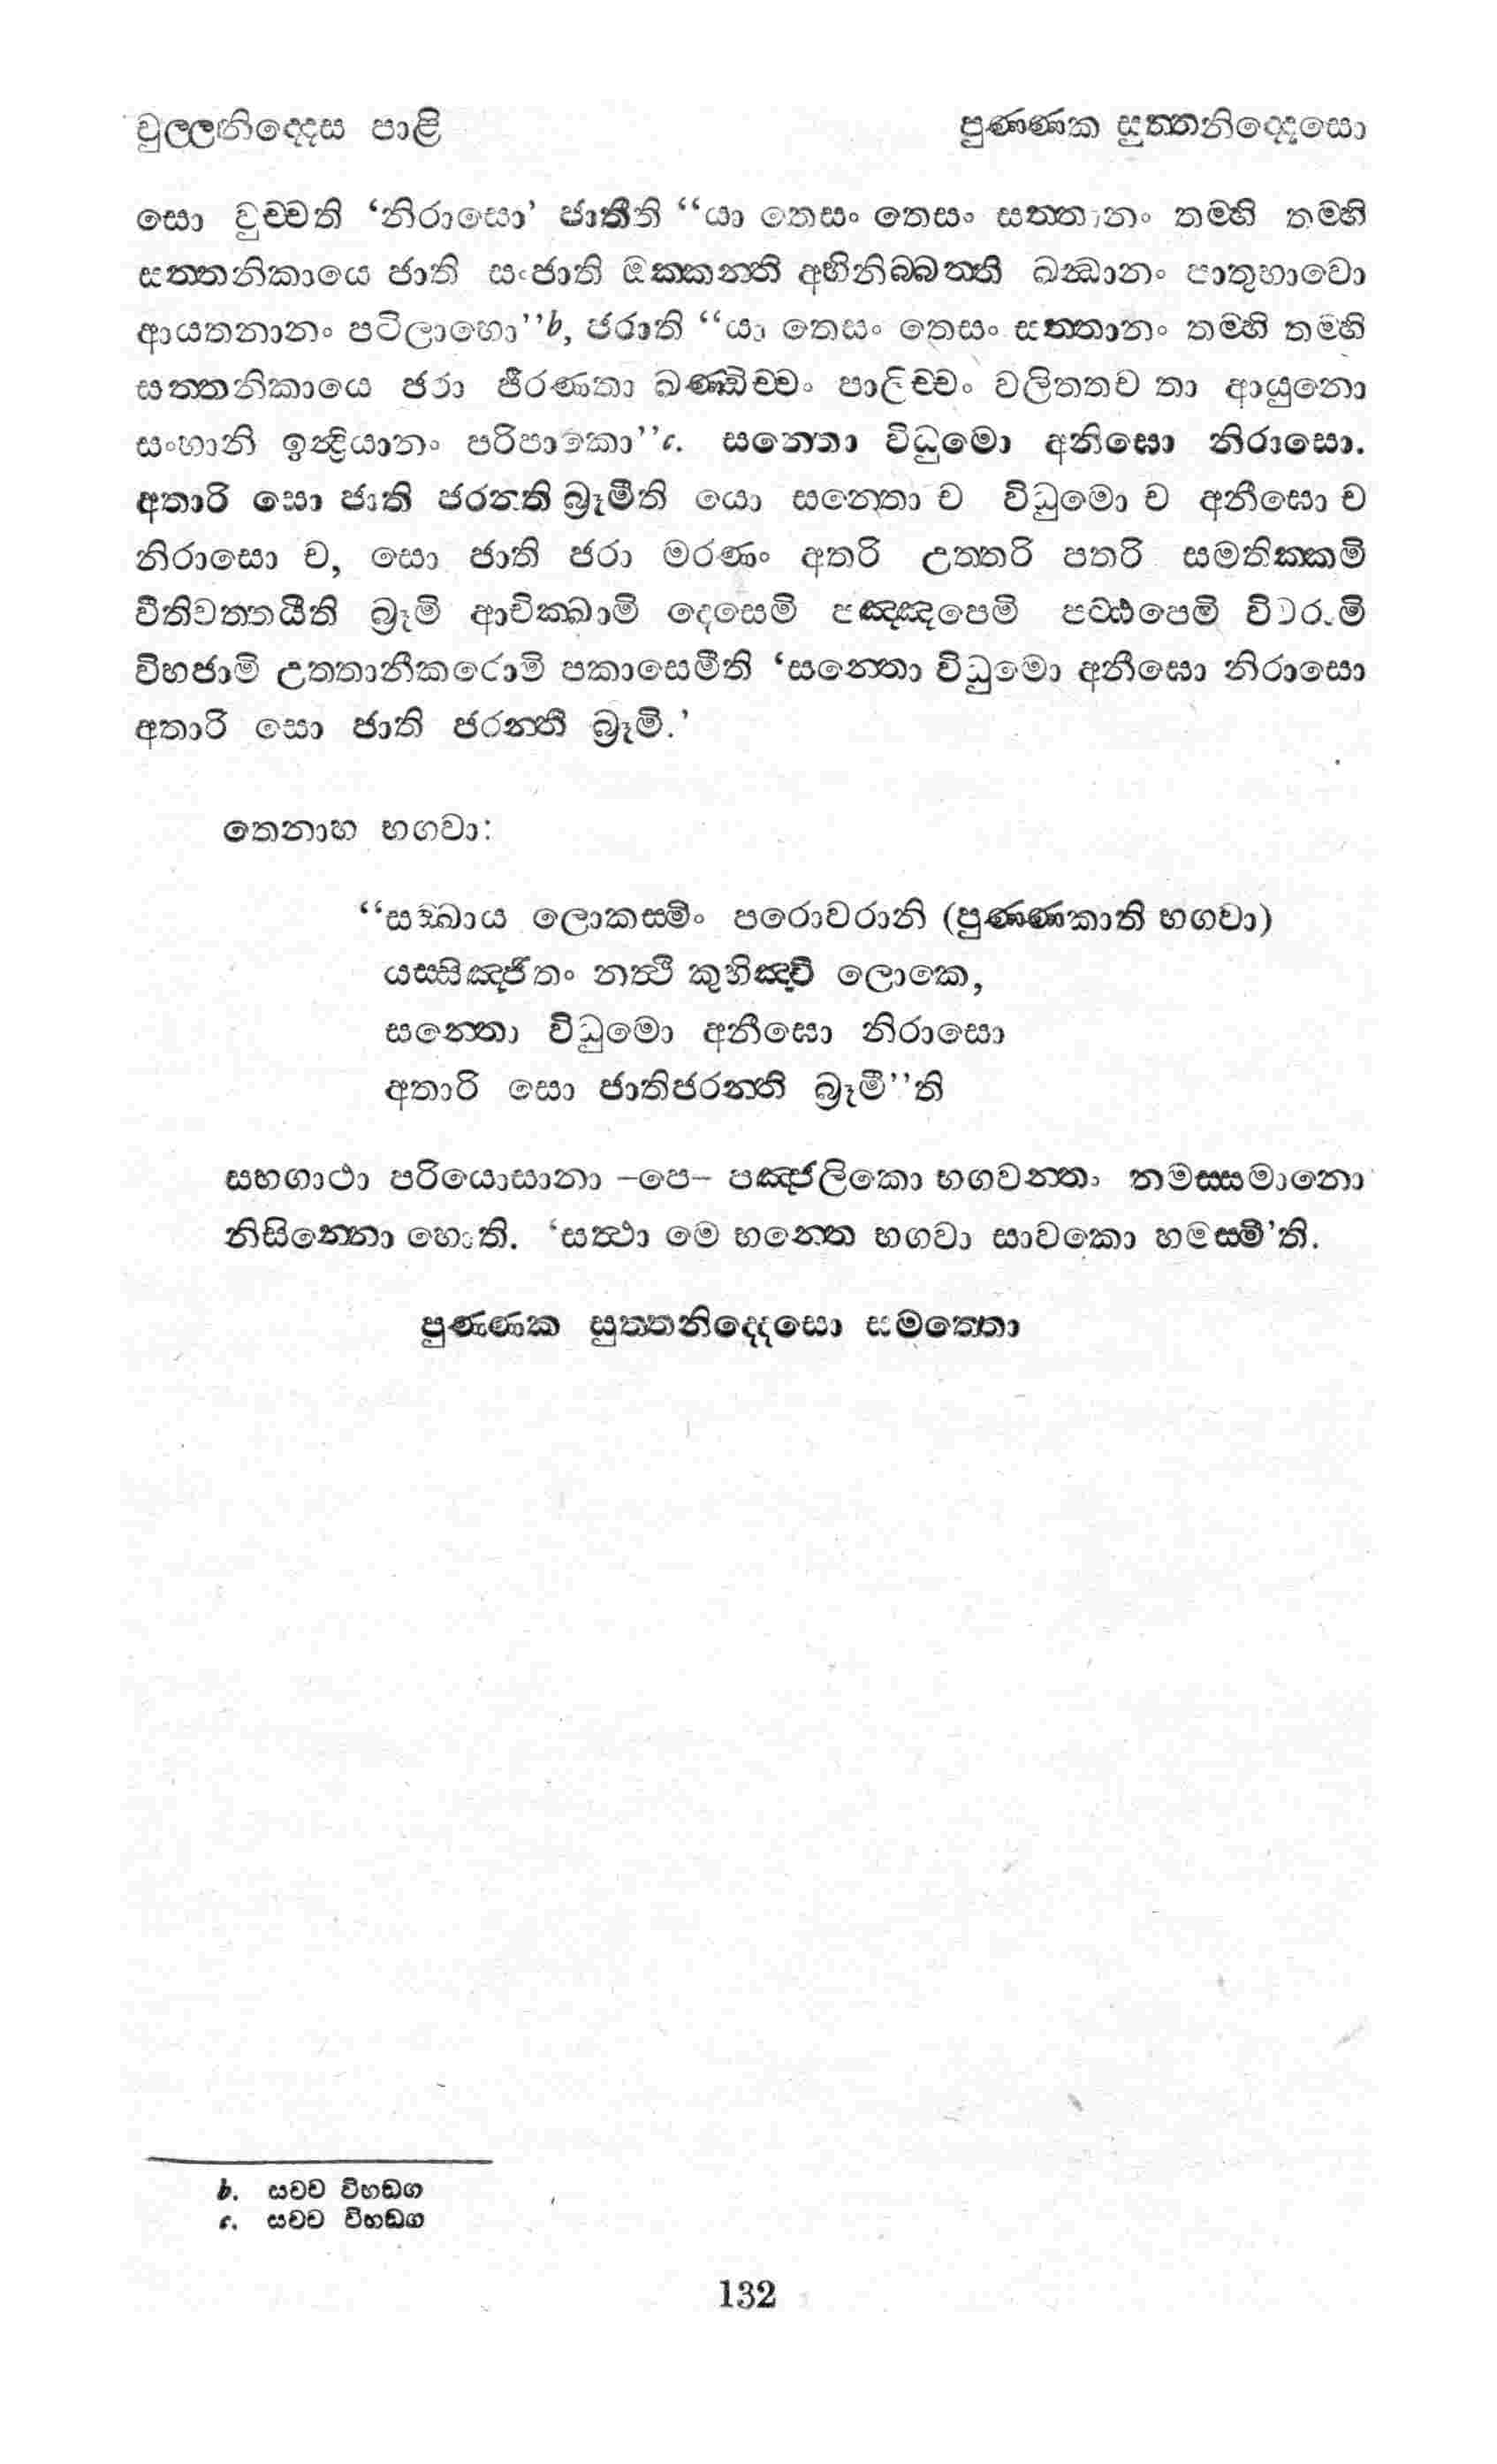 චුල්ලනිද්දෙස පාළි
පුණ්ණක සුත්තනිද්දෙසො
සො වුච්චති ‘නිරාසො’ ජාතීති “යා තෙසං තෙසං සත්තානං තම්හි තම්හි
සත්තනිකායෙ ජාති සංජාති ඔක්කන්ති අභිනිබ්බත්ති ඛන්ධානං පාතුභාවො
ආයතනානං පටිලාභො”b, ජරාති “යා තෙසං තෙසං සත්තානං තම්හි තම්හි
සත්තනිකායෙ ජරා ජීරණතා ඛණ්ඩිච්චං පාලිච්චං වලිතතච තා ආයුනො
සංහානි ඉන්ද්‍රියානං පරිපාකො”c. සන්තො විධුමො අනිඝො නිරාසො.
අතාරි සො ජාති ජරන්ති බ්‍රූමීති යො සන්තො ච විධුමො ච අනීඝො ච
නිරාසො ච, සො ජාති ජරා මරණං අතරි උත්තරි පතරි සමතික්කමි
වීතිවත්තයීති බ්‍රූමි ආචික්ඛාමි දෙසෙමි පඤ්ඤපෙමි පට්ඨපෙමි විවරාමි
විභජාමි උත්තානීකරොමි පකාසෙමීති ‘සන්තො විධුමො අනීඝො නිරාසො
අතාරි සො ජාති ජරන්ති බ්‍රූමි.’
තෙනාහ භගවා:
“සඞ්ඛාය ලොකස්මිං පරොවරානි (පුණ්ණකාති භගවා)
යස්සිඤ්ජිතං නත්ථි කුහිඤ්චි ලොකෙ,
සන්තො විධුමො අනීඝො නිරාසො
අතාරි සො ජාතිජරන්ති බ්‍රූමී”ති
සභගාථා පරියොසානා –පෙ– පඤ්ජලිකො භගවන්තං නමස්සමානො
නිසින්නො හොති. ‘සත්ථා මෙ භන්තෙ භගවා සාවකො හමස්මී’ති.
පුණ්ණක සුත්තනිද්දෙසො සමත්තො
b. සච්ච විභඞ්ග
c. සච්ච විභඞ්ග
132